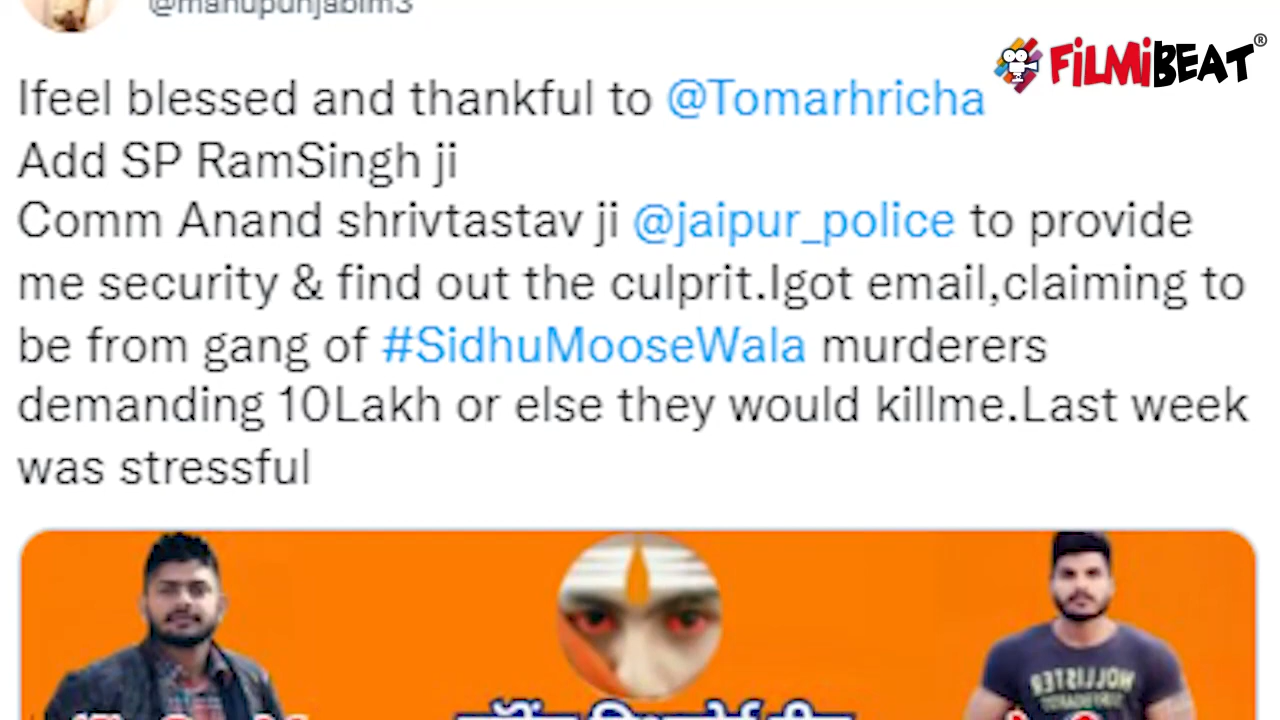 @manupunjabim3
FiLMiBEAT®
Ifeel blessed and thankful to @Tomarhricha
Add SP RamSingh ji
Comm Anand shrivtastav ji @jaipur_police to provide
me security & find out the culprit.Igot email,claiming to
be from gang of #SidhuMooseWala murderers
demanding 10Lakh or else they would killme.Last week
was stressful
HOLLISTER